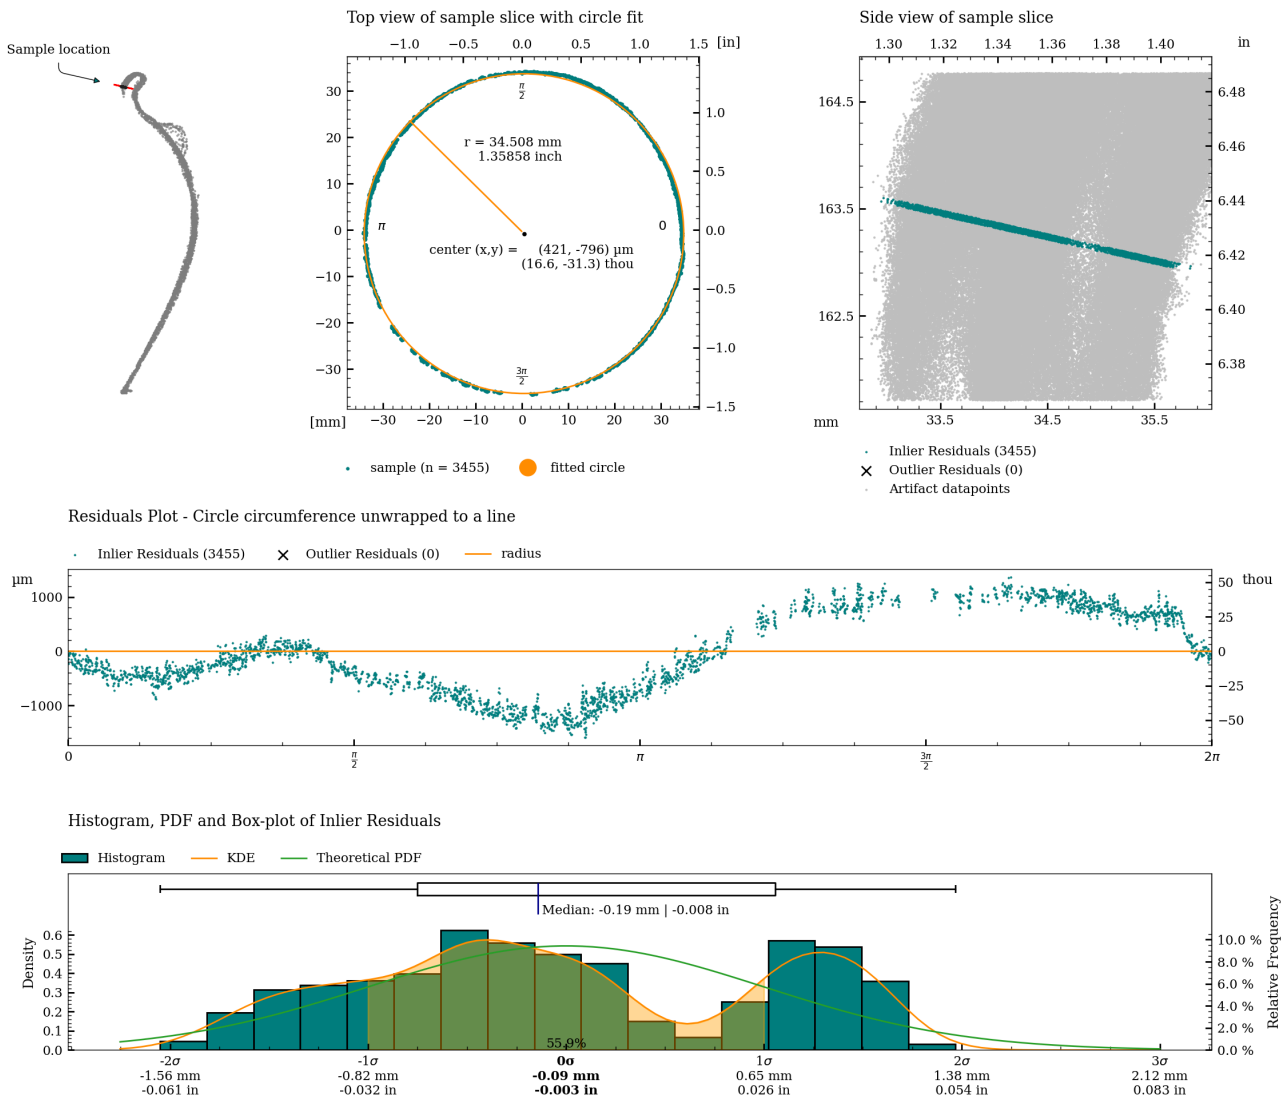 Sample location
Top view of sample slice with circle fit
−1.0 −0.5 0.0 0.5 1.0 1.5 [in]
30
20
10
0
−10
−20
−30
[mm]
−30 −20 −10 0 10 20 30
1.0
0.5
0.0
−0.5
−1.0
−1.5
π/2
π
0
3π/2
r = 34.508 mm
1.35858 inch
center (x,y) = (421, -796) µm
(16.6, -31.3) thou
sample (n = 3455) fitted circle
Side view of sample slice
1.30 1.32 1.34 1.36 1.38 1.40 in
164.5
163.5
162.5
mm
33.5 34.5 35.5
6.48
6.46
6.44
6.42
6.40
6.38
Inlier Residuals (3455)
Outlier Residuals (0)
Artifact datapoints
Residuals Plot - Circle circumference unwrapped to a line
Inlier Residuals (3455) Outlier Residuals (0) radius
µm
1000
0
−1000
thou
50
25
0
−25
−50
0 π/2 π 3π/2 2π
Histogram, PDF and Box-plot of Inlier Residuals
Histogram KDE Theoretical PDF
Median: -0.19 mm | -0.008 in
Density
0.6
0.5
0.4
0.3
0.2
0.1
0.0
Relative Frequency
10.0 %
8.0 %
6.0 %
4.0 %
2.0 %
0.0 %
55.9%
-2σ -1σ 0σ 1σ 2σ 3σ
-1.56 mm -0.82 mm -0.09 mm 0.65 mm 1.38 mm 2.12 mm
-0.061 in -0.032 in -0.003 in 0.026 in 0.054 in 0.083 in